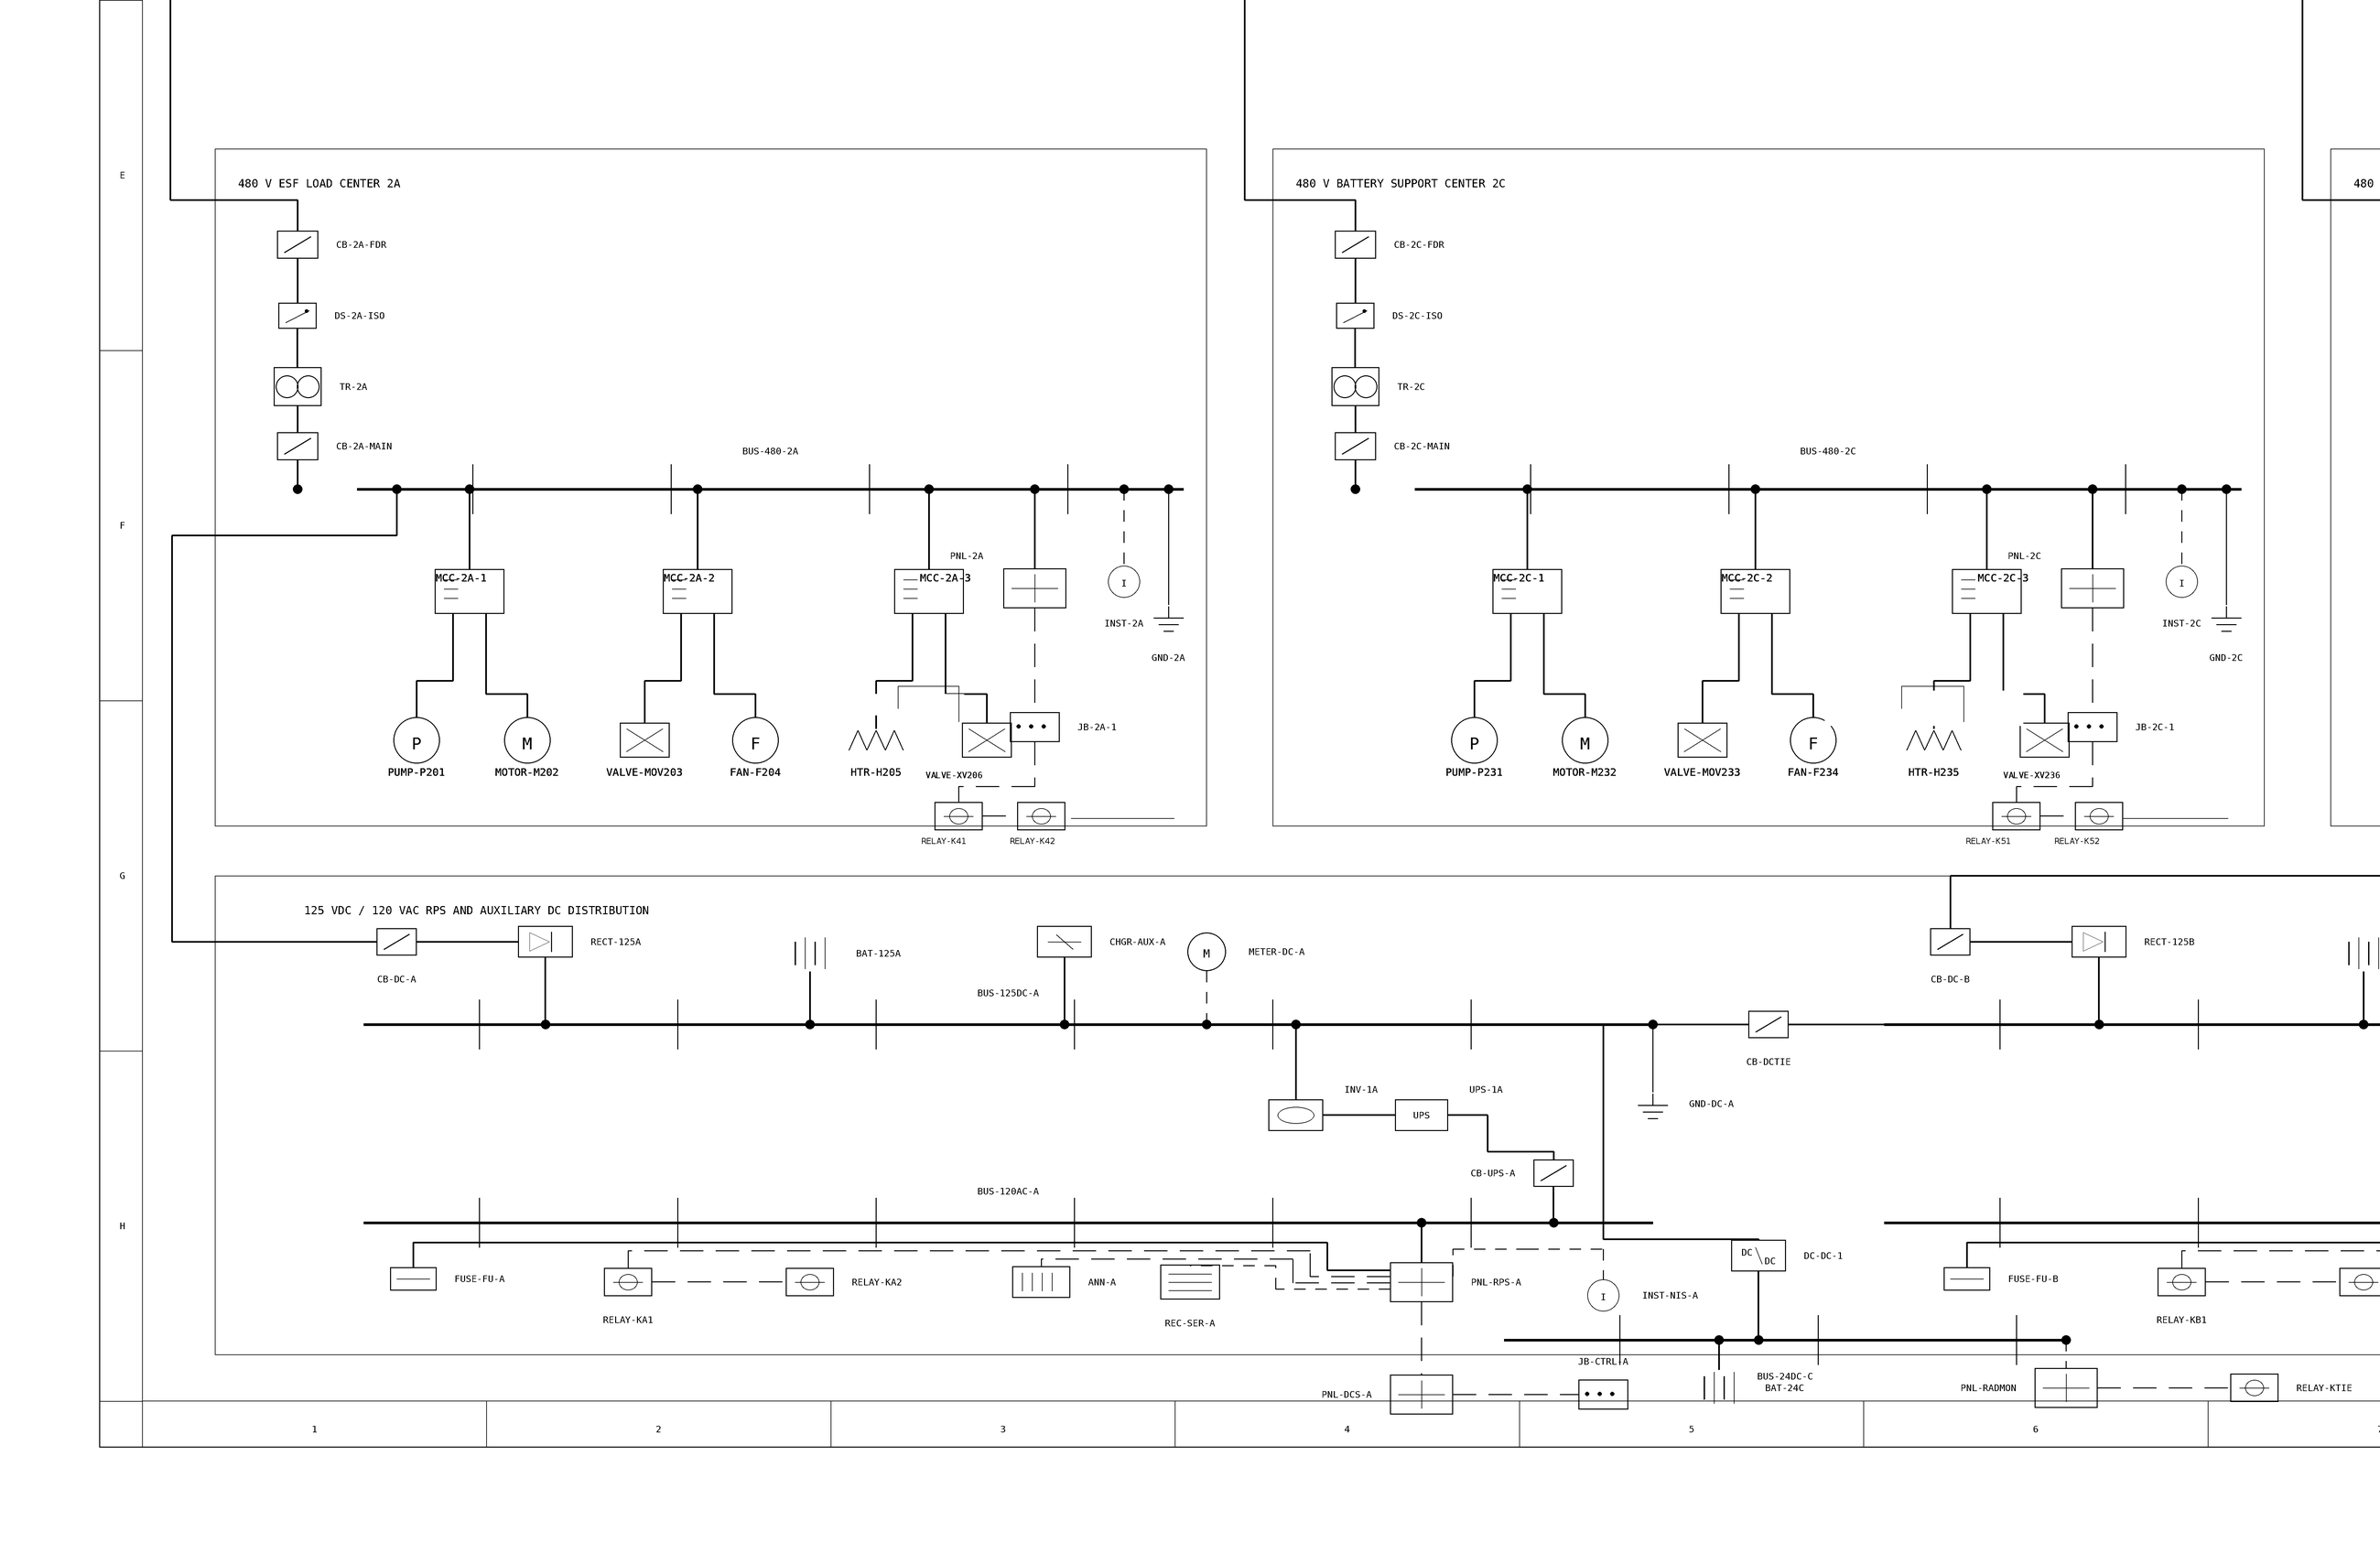 E
480 V ESF LOAD CENTER 2A
480 V BATTERY SUPPORT CENTER 2C
480
CB-2A-FDR
CB-2C-FDR
DS-2A-ISO
DS-2C-ISO
TR-2A
TR-2C
CB-2A-MAIN
BUS-480-2A
CB-2C-MAIN
BUS-480-2C
F
PNL-2A
PNL-2C
MCC-2A-1
MCC-2A-2
MCC-2A-3
I
MCC-2C-1
MCC-2C-2
MCC-2C-3
I
INST-2A
INST-2C
GND-2A
GND-2C
JB-2A-1
JB-2C-1
P
M
F
P
M
F
PUMP-P201
MOTOR-M202
VALVE-MOV203
FAN-F204
HTR-H205
VALVE-XV206
PUMP-P231
MOTOR-M232
VALVE-MOV233
FAN-F234
HTR-H235
VALVE-XV236
RELAY-K41
RELAY-K42
RELAY-K51
RELAY-K52
G
125 VDC / 120 VAC RPS AND AUXILIARY DC DISTRIBUTION
RECT-125A
BAT-125A
CHGR-AUX-A
M
METER-DC-A
RECT-125B
CB-DC-A
BUS-125DC-A
CB-DC-B
CB-DCTIE
INV-1A
UPS-1A
GND-DC-A
UPS
CB-UPS-A
BUS-120AC-A
H
FUSE-FU-A
RELAY-KA2
ANN-A
PNL-RPS-A
I
INST-NIS-A
DC
DC
DC-DC-1
FUSE-FU-B
RELAY-KA1
REC-SER-A
RELAY-KB1
JB-CTRL-A
BUS-24DC-C
PNL-DCS-A
BAT-24C
PNL-RADMON
RELAY-KTIE
1
2
3
4
5
6